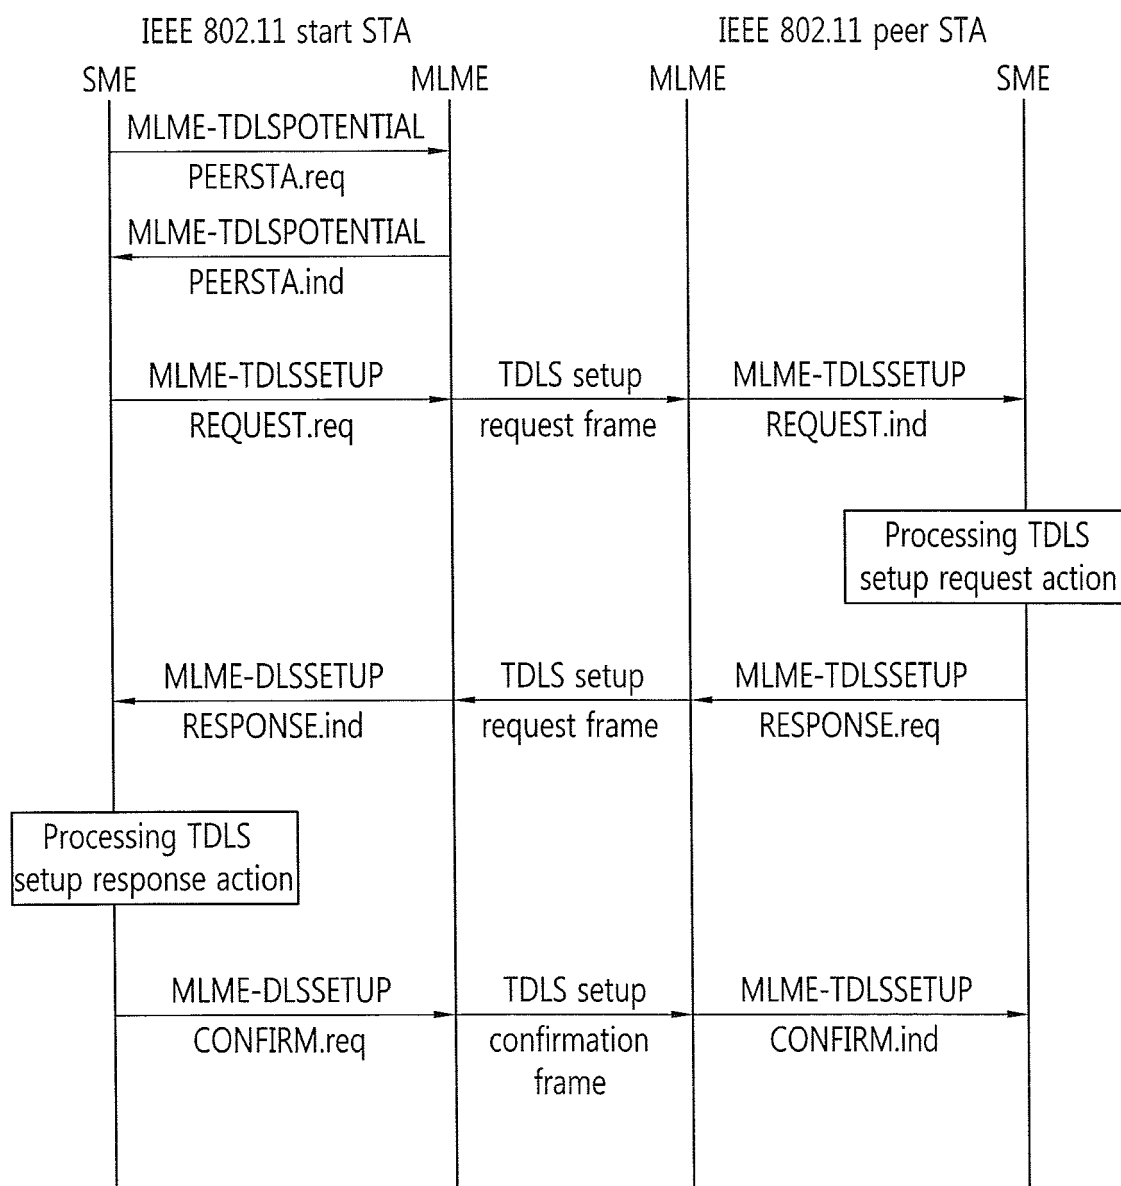 IEEE 802.11 start STA
IEEE 802.11 peer STA
SME
MLME
MLME
SME
MLME-TDLSPOTENTIAL
PEERSTA.req
MLME-TDLSPOTENTIAL
PEERSTA.ind
MLME-TDLSSETUP
REQUEST.req
TDLS setup
request frame
MLME-TDLSSETUP
REQUEST.ind
Processing TDLS
setup request action
MLME-DLSSETUP
RESPONSE.ind
TDLS setup
request frame
MLME-TDLSSETUP
RESPONSE.req
Processing TDLS
setup response action
MLME-DLSSETUP
CONFIRM.req
TDLS setup
confirmation
frame
MLME-TDLSSETUP
CONFIRM.ind